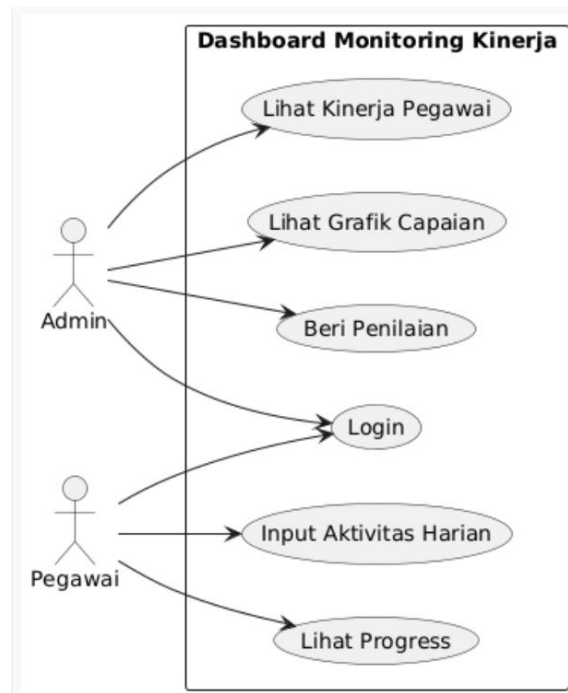 Dashboard Monitoring Kinerja
Lihat Kinerja Pegawai
Lihat Grafik Capaian
Admin
Beri Penilaian
Login
Input Aktivitas Harian
Pegawai
Lihat Progress